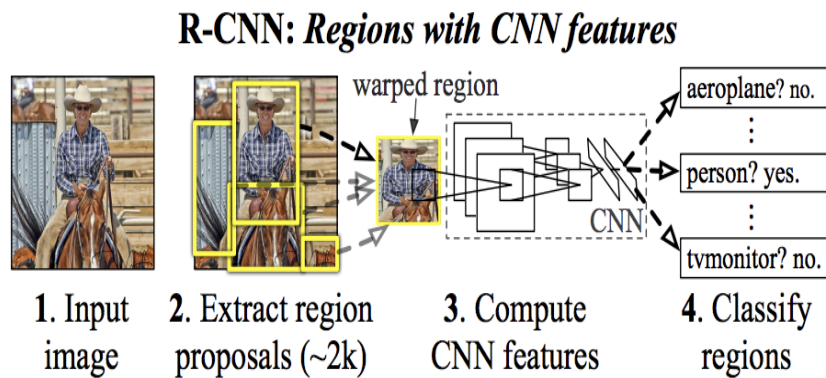 R-CNN: Regions with CNN features
warped region
aeroplane? no.
person? yes.
tvmonitor? no.
CNN
1. Input
image
2. Extract region
proposals (~2k)
3. Compute
CNN features
4. Classify
regions